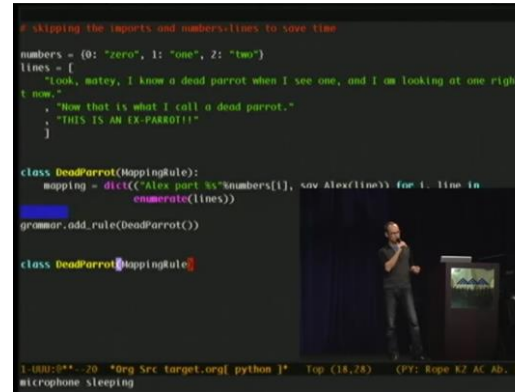 # skipping the imports and numbers+lines to save time
numbers = {0: "zero", 1: "one", 2: "two"}
lines = [
"Look, matey, I know a dead parrot when I see one, and I am looking at one righ
t now."
, "Now that is what I call a dead parrot."
, "THIS IS AN EX-PARROT!!"
]
class DeadParrot(MappingRule):
mapping = dict(("Alex part %s"%numbers[i], say_Alex(line)) for i, line in
enumerate(lines))
grammar.add_rule(DeadParrot())
class DeadParrot(MappingRule)
1-UUU:@**--20 *Org Src target.org[ python ]* Top (18,28) (PY: Rope KZ AC Ab,
microphone sleeping